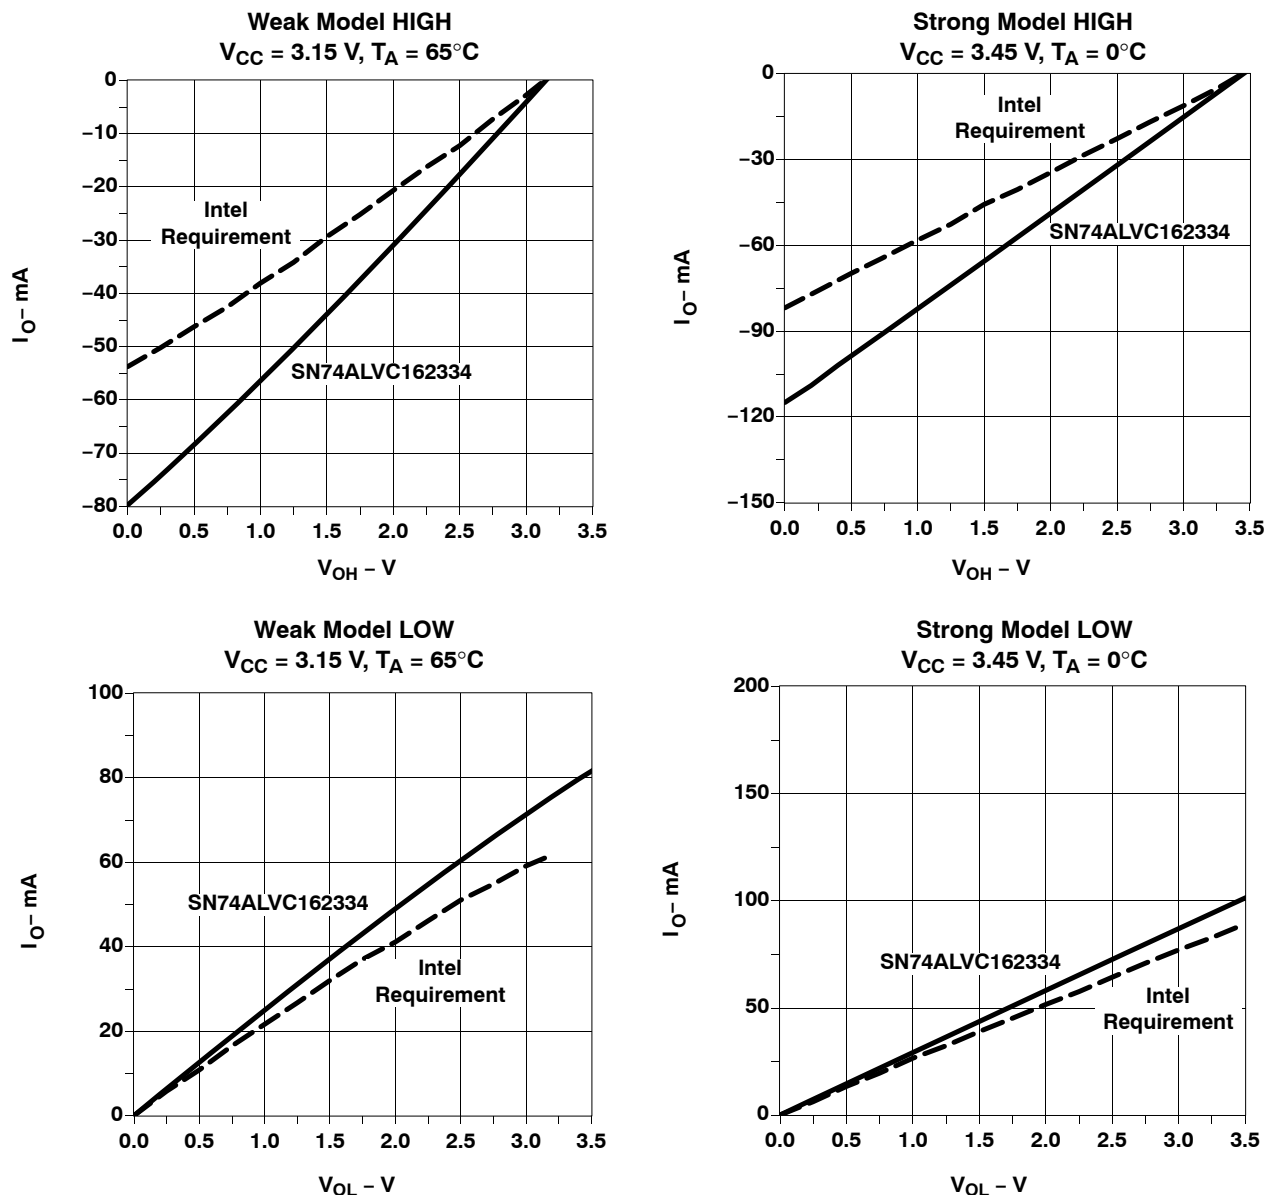 Weak Model HIGH
VCC = 3.15 V, TA = 65°C
0
−10
−20
−30
−40
−50
−60
−70
−80
IO− mA
Intel
Requirement
SN74ALVC162334
0.0 0.5 1.0 1.5 2.0 2.5 3.0 3.5
VOH − V
Strong Model HIGH
VCC = 3.45 V, TA = 0°C
0
−30
−60
−90
−120
−150
IO− mA
Intel
Requirement
SN74ALVC162334
0.0 0.5 1.0 1.5 2.0 2.5 3.0 3.5
VOH − V
Weak Model LOW
VCC = 3.15 V, TA = 65°C
100
80
60
40
20
0
IO− mA
SN74ALVC162334
Intel
Requirement
0.0 0.5 1.0 1.5 2.0 2.5 3.0 3.5
VOL − V
Strong Model LOW
VCC = 3.45 V, TA = 0°C
200
150
100
50
0
IO− mA
SN74ALVC162334
Intel
Requirement
0.0 0.5 1.0 1.5 2.0 2.5 3.0 3.5
VOL − V